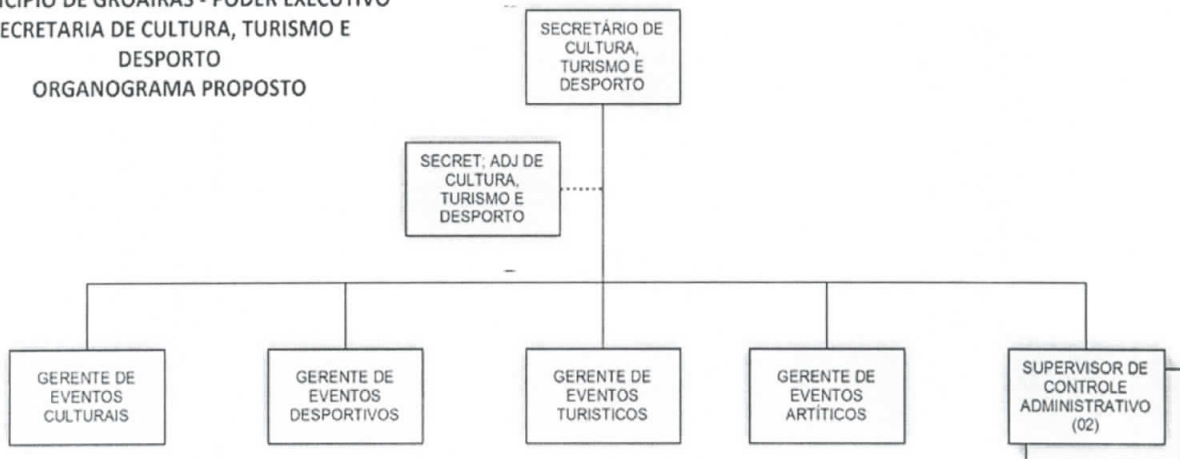 ECRETARIA DE CULTURA, TURISMO E
DESPORTO
ORGANOGRAMA PROPOSTO
SECRETÁRIO DE
CULTURA,
TURISMO E
DESPORTO
SECRET; ADJ DE
CULTURA,
TURISMO E
DESPORTO
GERENTE DE
EVENTOS
CULTURAIS
GERENTE DE
EVENTOS
DESPORTIVOS
GERENTE DE
EVENTOS
TURISTICOS
GERENTE DE
EVENTOS
ARTÍTICOS
SUPERVISOR DE
CONTROLE
ADMINISTRATIVO
(02)